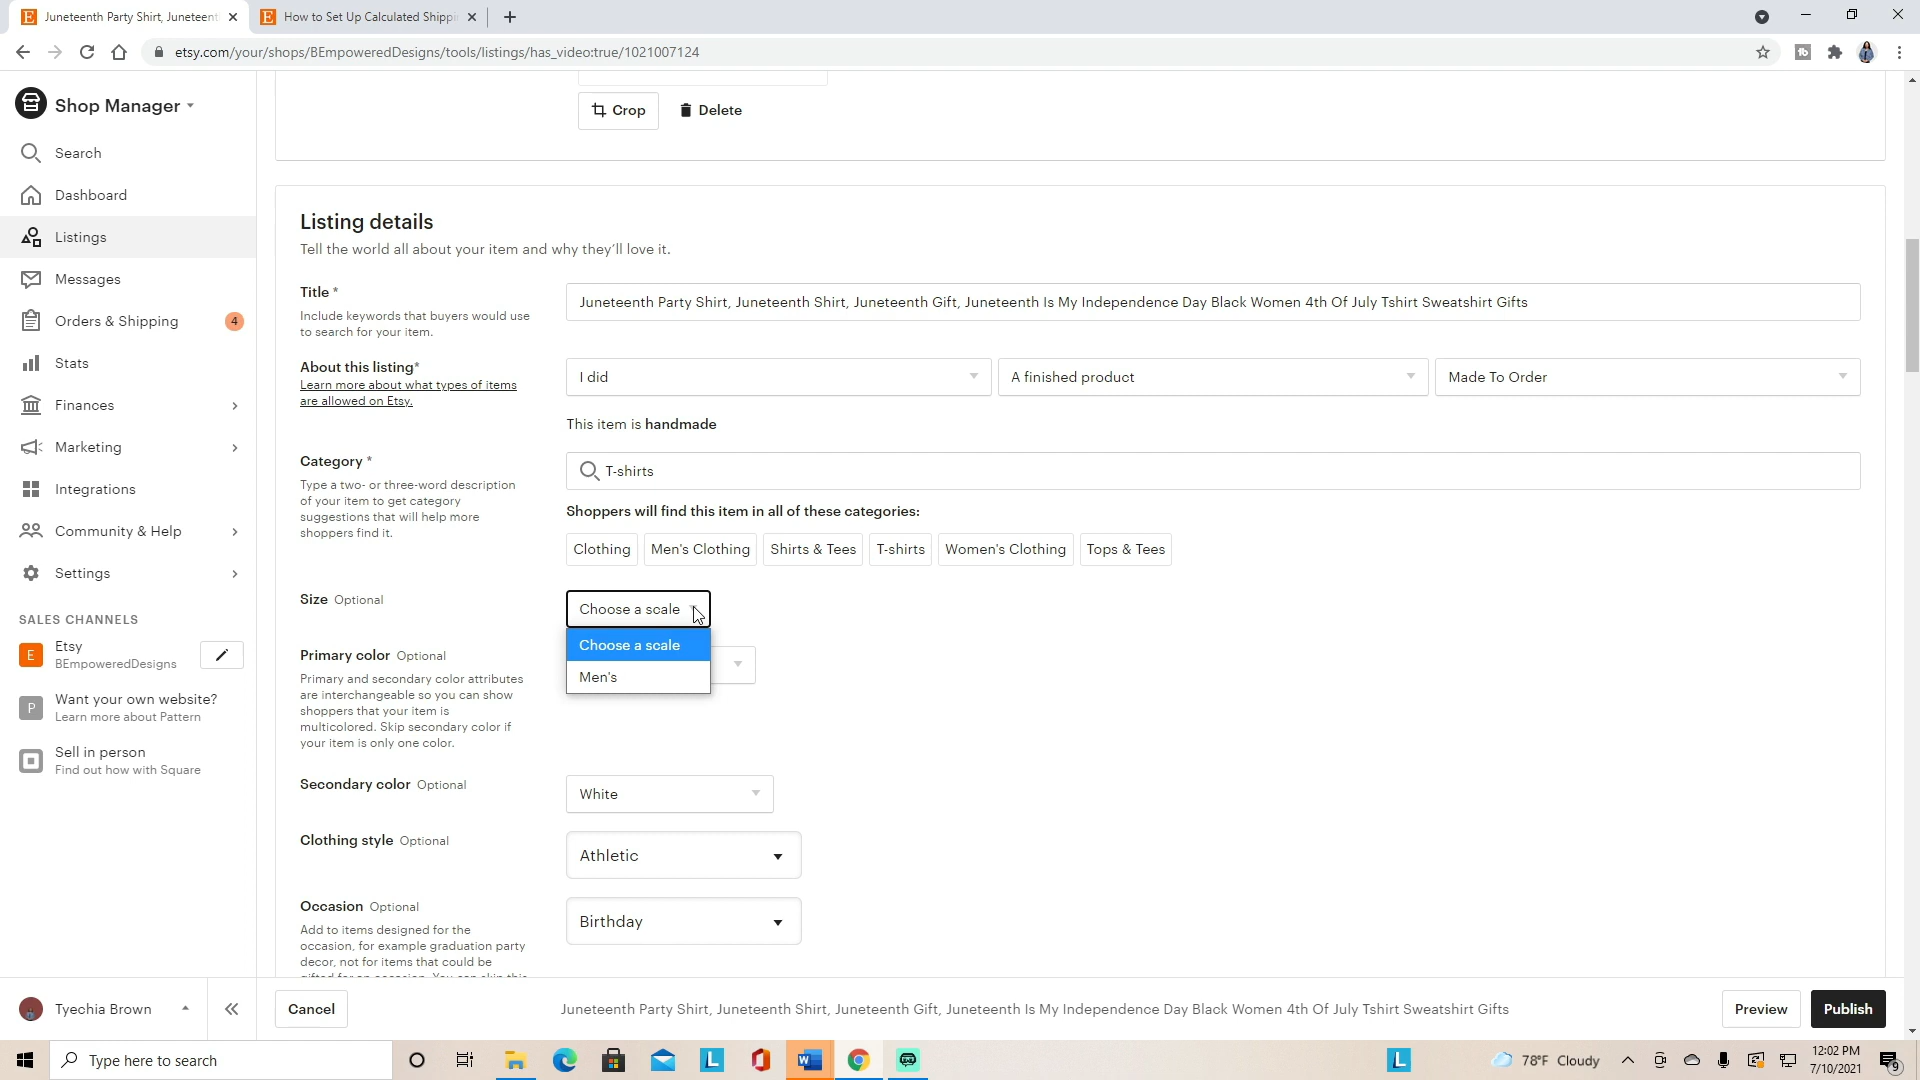 Juneteenth Party Shirt, Juneteent
How to Set Up Calculated Shippi
etsy.com/your/shops/BEmpoweredDesigns/tools/listings/has_video:true/1021007124
Shop Manager
Search
Dashboard
Listings
Messages
Orders & Shipping 4
Stats
Finances
Marketing
Integrations
Community & Help
Settings
SALES CHANNELS
E Etsy
BEmpoweredDesigns
P Want your own website?
Learn more about Pattern
Sell in person
Find out how with Square
Tyechia Brown
Crop Delete
Listing details
Tell the world all about your item and why they'll love it.
Title *
Include keywords that buyers would use
to search for your item.
Juneteenth Party Shirt, Juneteenth Shirt, Juneteenth Gift, Juneteenth Is My Independence Day Black Women 4th Of July Tshirt Sweatshirt Gifts
About this listing*
Learn more about what types of items
are allowed on Etsy.
I did A finished product Made To Order
This item is handmade
Category *
Type a two- or three-word description
of your item to get category
suggestions that will help more
shoppers find it.
T-shirts
Shoppers will find this item in all of these categories:
Clothing Men's Clothing Shirts & Tees T-shirts Women's Clothing Tops & Tees
Size Optional
Choose a scale
Choose a scale
Men's
Primary color Optional
Primary and secondary color attributes
are interchangeable so you can show
shoppers that your item is
multicolored. Skip secondary color if
your item is only one color.
Secondary color Optional
White
Clothing style Optional
Athletic
Occasion Optional
Add to items designed for the
occasion, for example graduation party
decor, not for items that could be
gifted for an occasion. You can skip this
Birthday
Cancel
Juneteenth Party Shirt, Juneteenth Shirt, Juneteenth Gift, Juneteenth Is My Independence Day Black Women 4th Of July Tshirt Sweatshirt Gifts
Preview Publish
Type here to search
78°F Cloudy
12:02 PM
7/10/2021
9